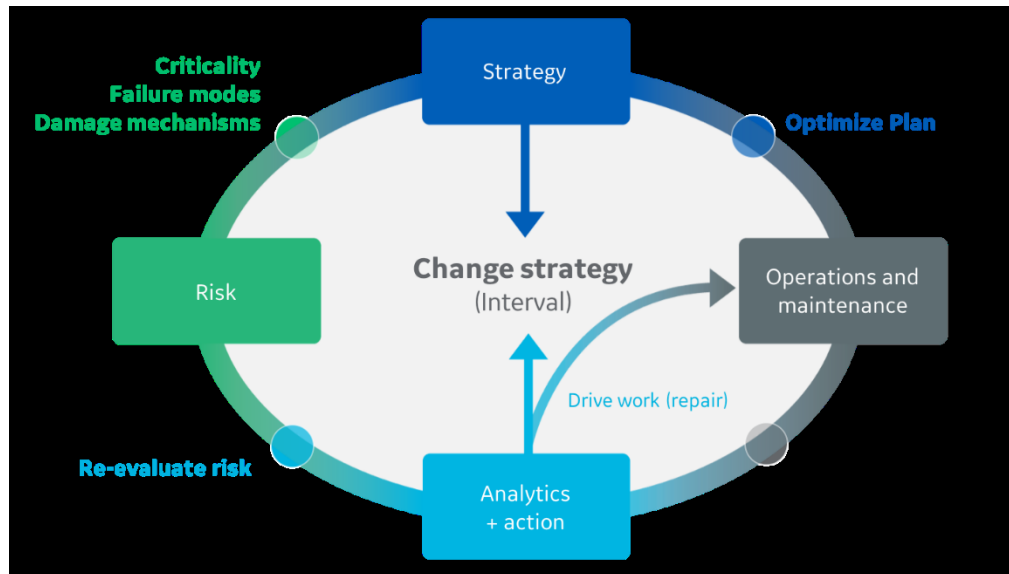 Criticality
Failure modes
Damage mechanisms
Strategy
Optimize Plan
Risk
Change strategy
(Interval)
Operations and
maintenance
Drive work (repair)
Re-evaluate risk
Analytics
+ action